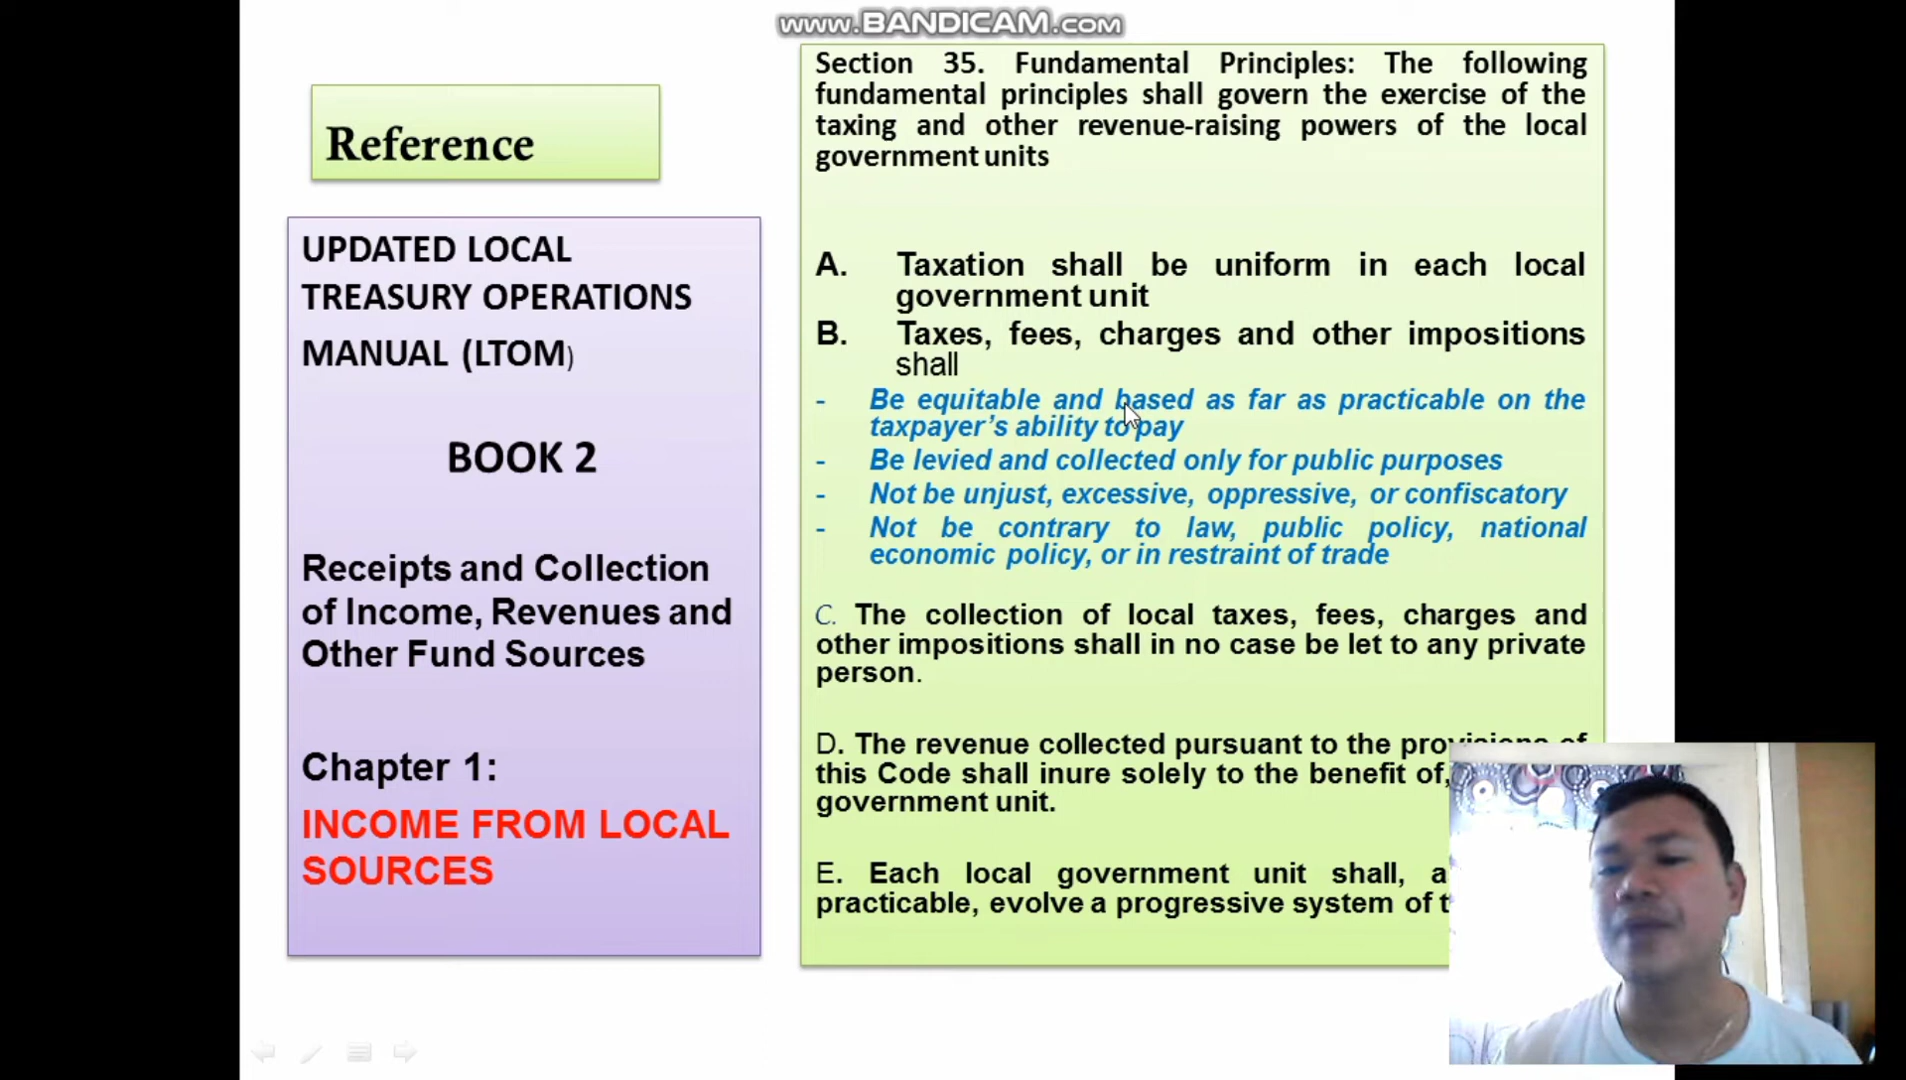 www.BANDICAM.com
Reference
UPDATED LOCAL
TREASURY OPERATIONS
MANUAL (LTOM)
BOOK 2
Receipts and Collection
of Income, Revenues and
Other Fund Sources
Chapter 1:
INCOME FROM LOCAL
SOURCES
Section 35. Fundamental Principles: The following
fundamental principles shall govern the exercise of the
taxing and other revenue-raising powers of the local
government units
A. Taxation shall be uniform in each local
government unit
B. Taxes, fees, charges and other impositions
shall
- Be equitable and based as far as practicable on the
taxpayer's ability to pay
- Be levied and collected only for public purposes
- Not be unjust, excessive, oppressive, or confiscatory
- Not be contrary to law, public policy, national
economic policy, or in restraint of trade
C. The collection of local taxes, fees, charges and
other impositions shall in no case be let to any private
person.
D. The revenue collected pursuant to the provisions of
this Code shall inure solely to the benefit of,
government unit.
E. Each local government unit shall,
practicable, evolve a progressive system of